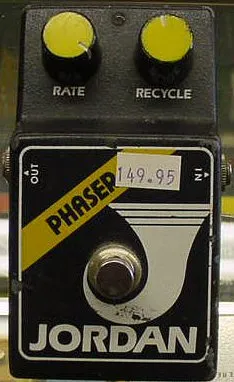 RATE
RECYCLE
OUT
IN
PHASER
149.95
JORDAN